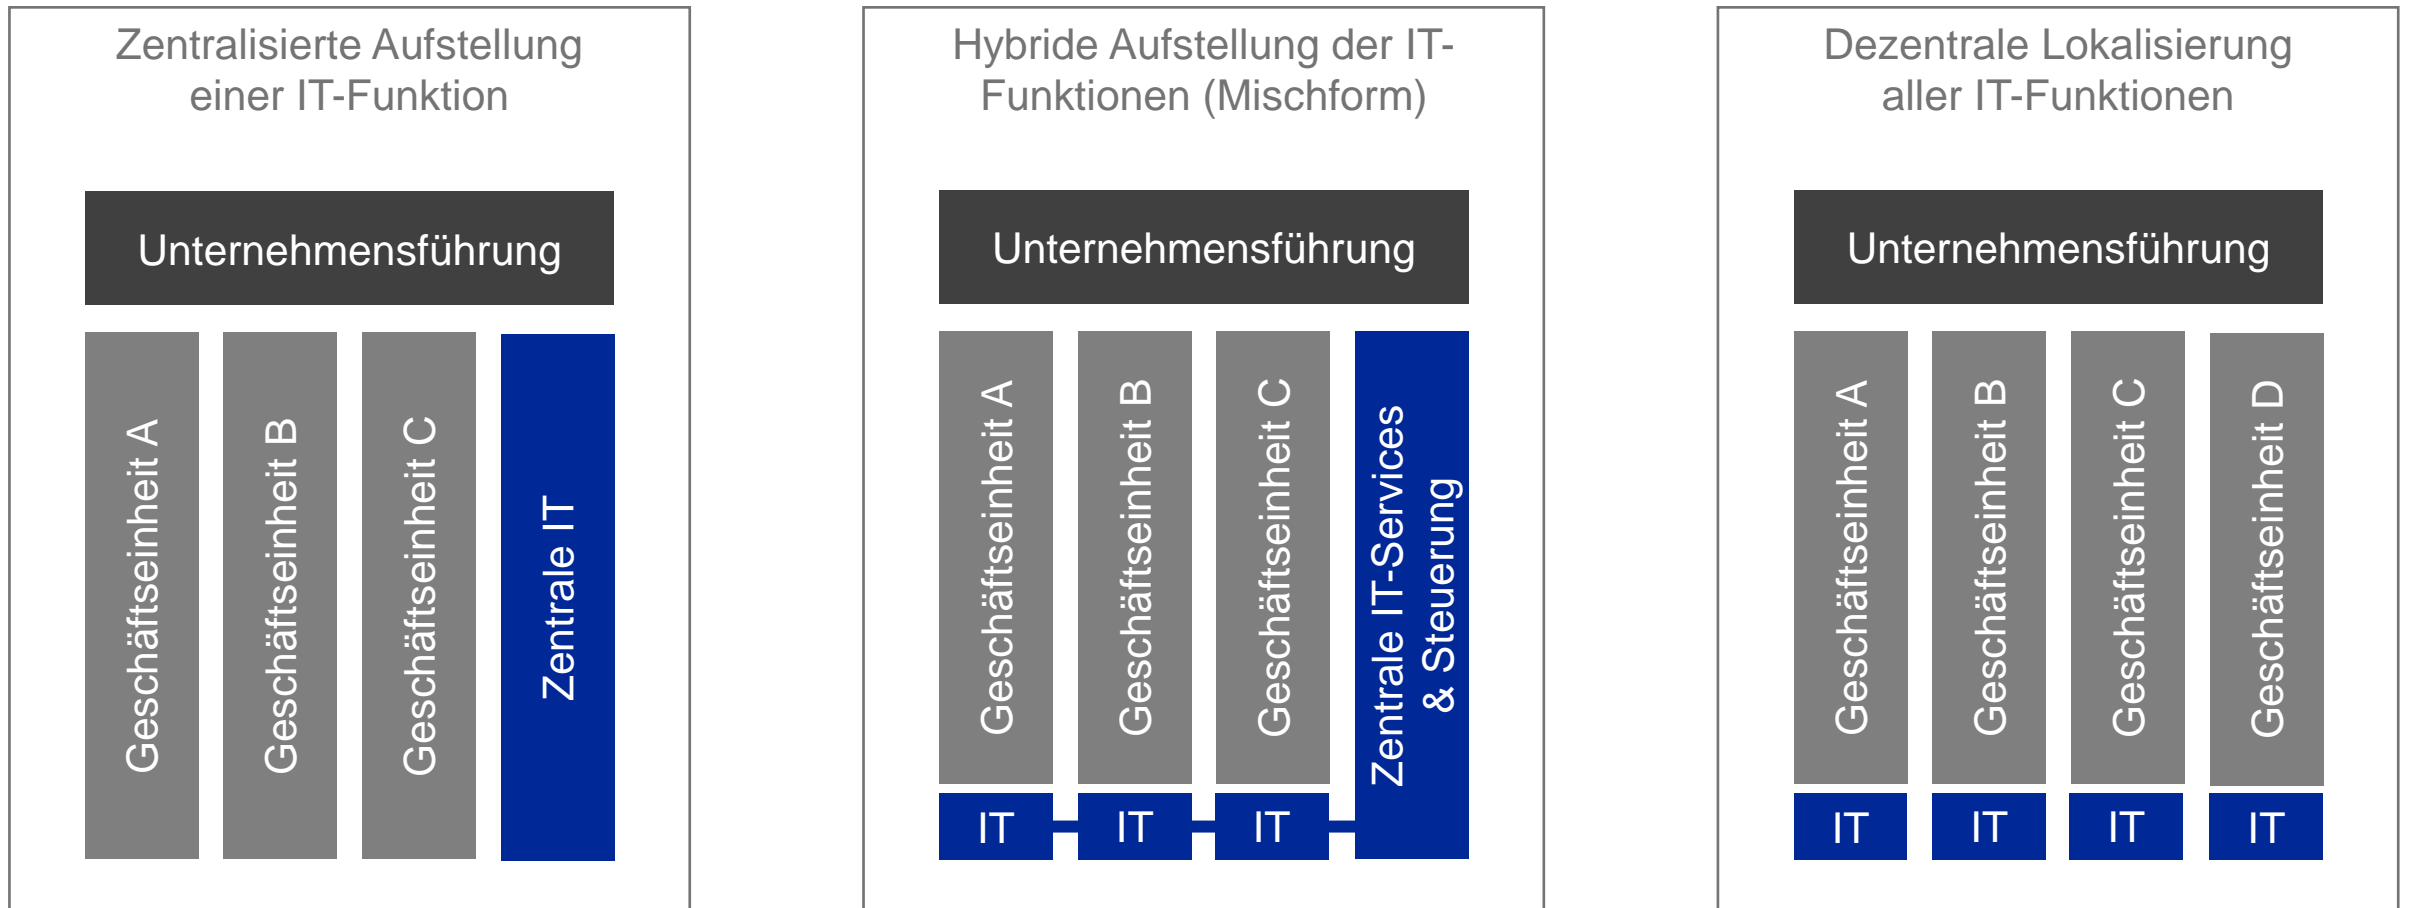 Zentralisierte Aufstellung
einer IT-Funktion
Unternehmensführung
Geschäftseinheit A
Geschäftseinheit B
Geschäftseinheit C
Zentrale IT
Hybride Aufstellung der IT-
Funktionen (Mischform)
Unternehmensführung
Geschäftseinheit A
Geschäftseinheit B
Geschäftseinheit C
Zentrale IT-Services
& Steuerung
IT
IT
IT
Dezentrale Lokalisierung
aller IT-Funktionen
Unternehmensführung
Geschäftseinheit A
Geschäftseinheit B
Geschäftseinheit C
Geschäftseinheit D
IT
IT
IT
IT